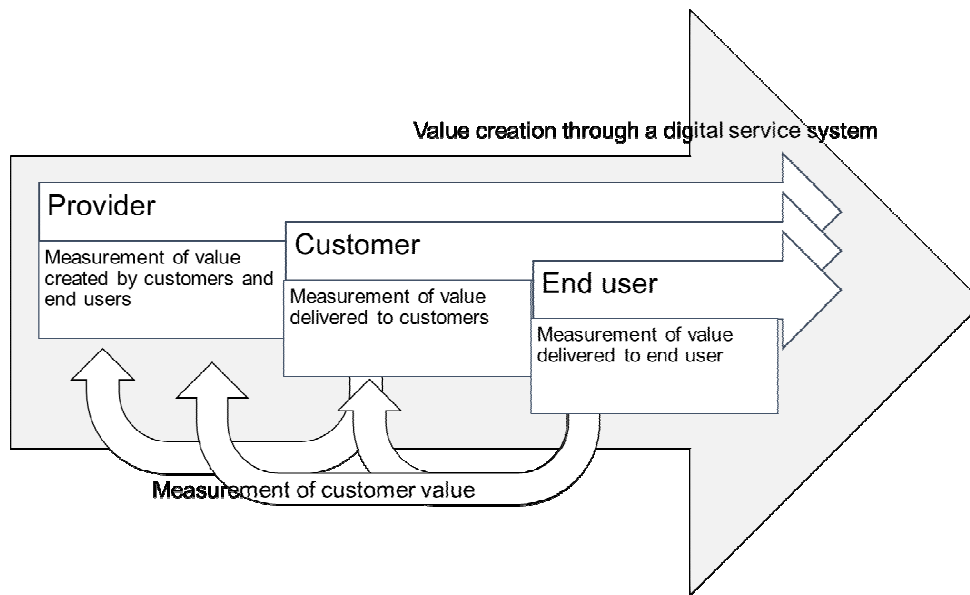 Value creation through a digital service system
Provider
Measurement of value
created by customers and
end users
Customer
Measurement of value
delivered to customers
End user
Measurement of value
delivered to end user
Measurement of customer value